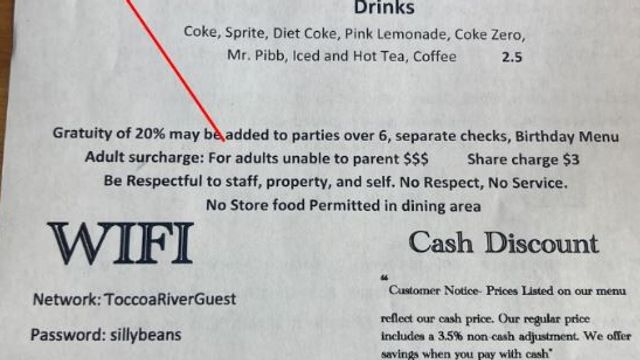 Drinks
Coke, Sprite, Diet Coke, Pink Lemonade, Coke Zero,
Mr. Pibb, Iced and Hot Tea, Coffee 2.5
Gratuity of 20% may be added to parties over 6, separate checks, Birthday Menu
Adult surcharge: For adults unable to parent $$$ Share charge $3
Be Respectful to staff, property, and self. No Respect, No Service.
No Store food Permitted in dining area
WIFI
Network: ToccoaRiverGuest
Password: sillybeans
Cash Discount
“
Customer Notice- Prices Listed on our menu
reflect our cash price. Our regular price
includes a 3.5% non-cash adjustment. We offer
savings when you pay with cash"